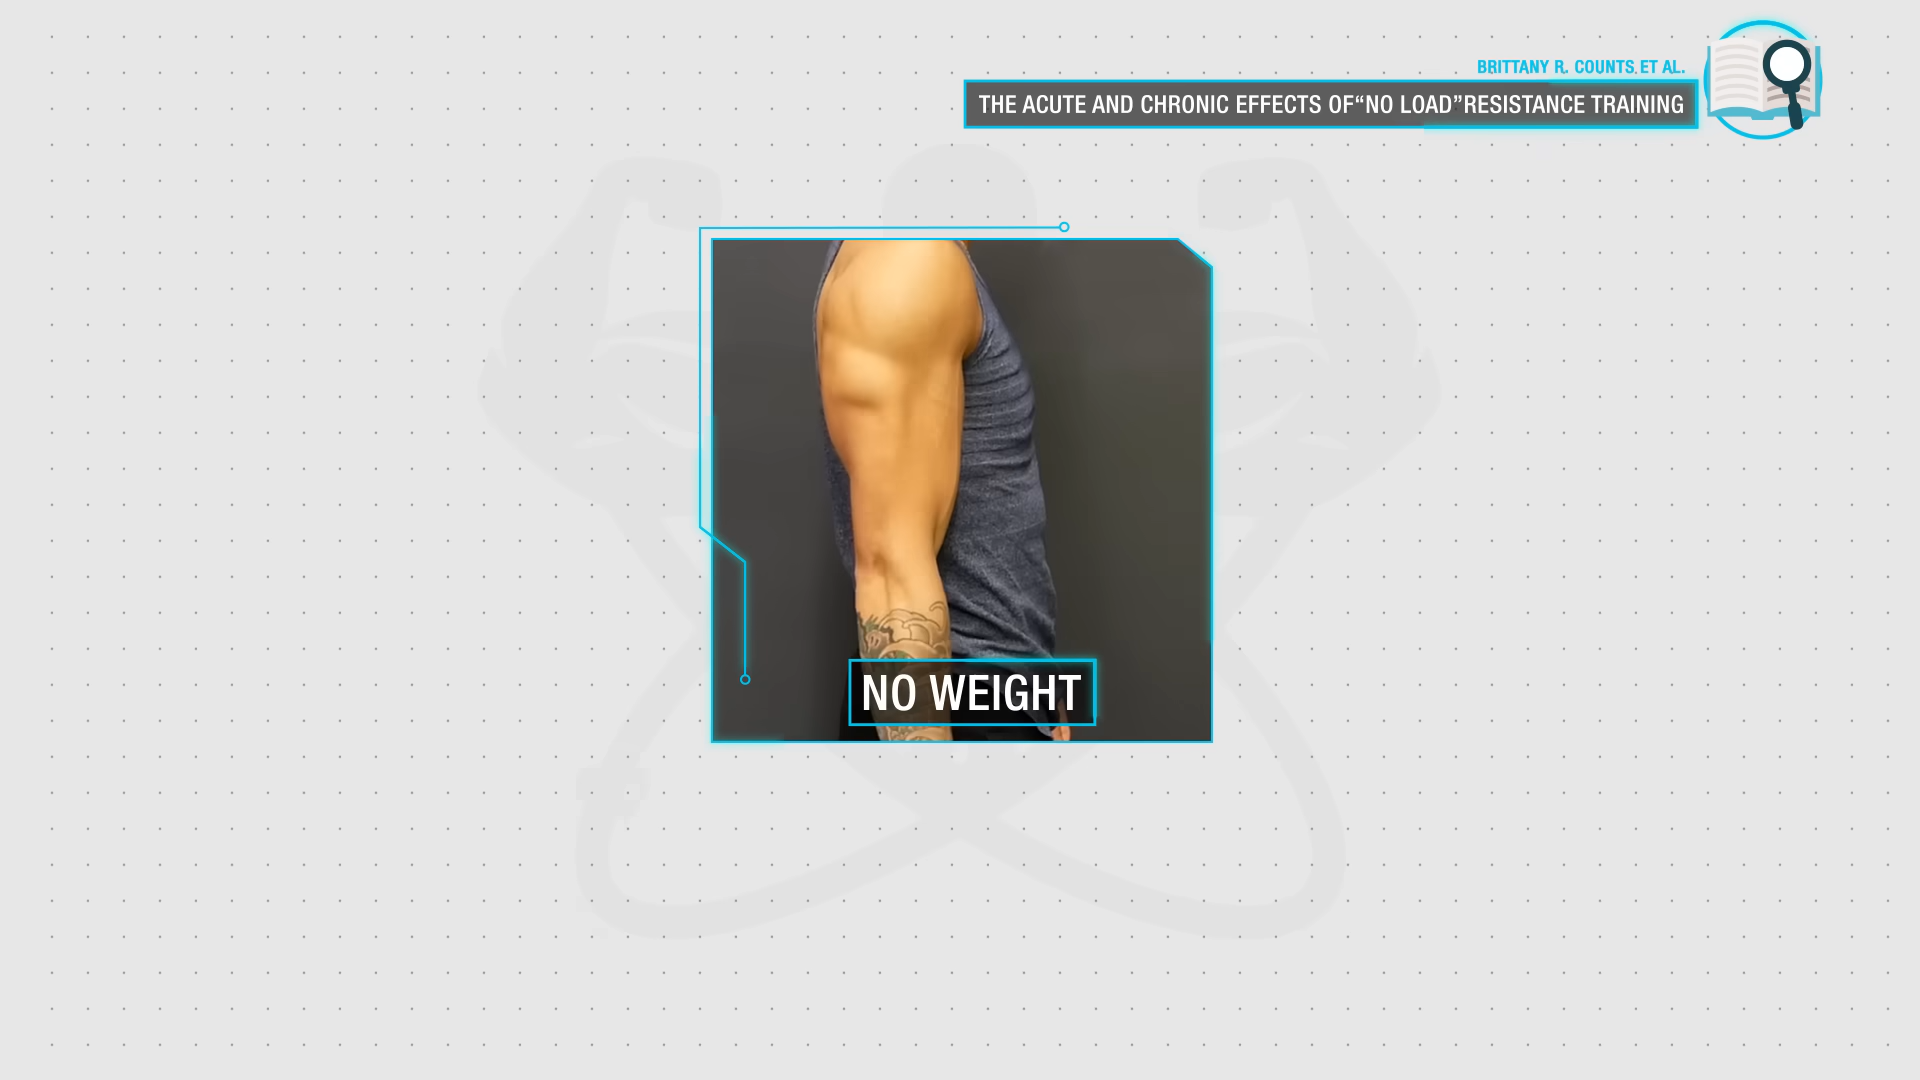 BRITTANY R. COUNTS ET AL.
THE ACUTE AND CHRONIC EFFECTS OF“NO LOAD”RESISTANCE TRAINING
NO WEIGHT